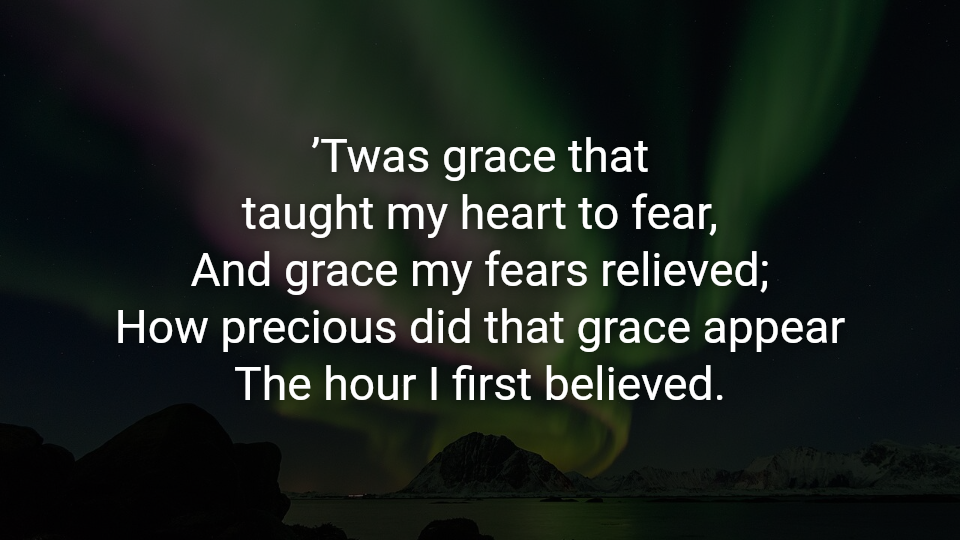 ’Twas grace that
taught my heart to fear,
And grace my fears relieved;
How precious did that grace appear
The hour I first believed.